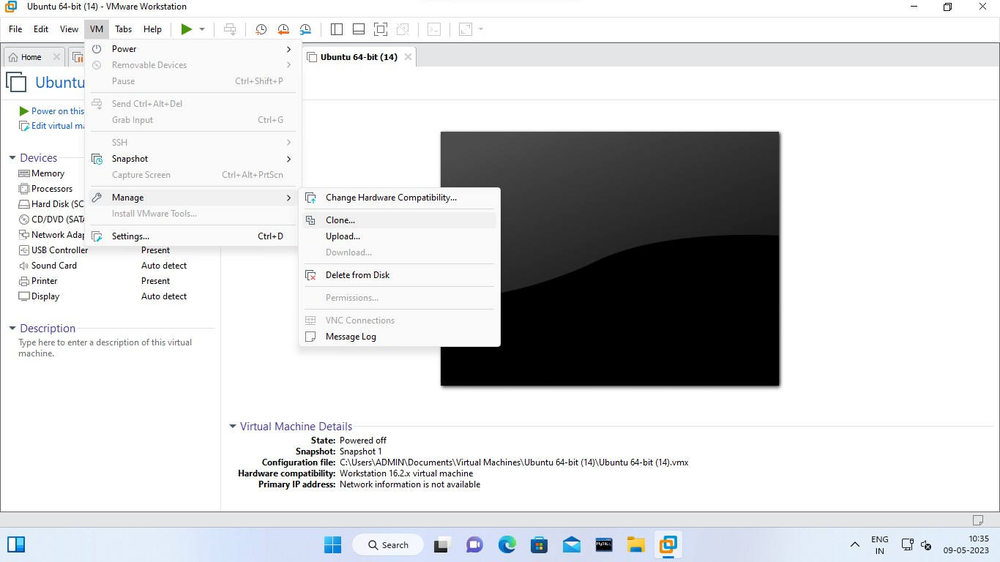 Ubuntu 64-bit (14) - VMware Workstation
File Edit View VM Tabs Help
Home
Ubuntu 64-bit (14)
Ubuntu
Power on this
Edit virtual
Devices
Memory
Processors
Hard Disk
CD/DVD
Network
USB Controller Present
Sound Card Auto detect
Printer Present
Display Auto detect
Description
Type here to enter a description of this virtual
machine.
Power
Removable Devices
Pause Ctrl+Shift+P
Send Ctrl+Alt+Del
Grab Input Ctrl+G
SSH
Snapshot
Capture Screen Ctrl+Alt+PrtScn
Manage
Install VMware Tools...
Settings... Ctrl+D
Change Hardware Compatibility...
Clone...
Upload...
Download...
Delete from Disk
Permissions...
VNC Connections
Message Log
Virtual Machine Details
State: Powered off
Snapshot: Snapshot 1
Configuration file: C:\Users\ADMIN\Documents\Virtual Machines\Ubuntu 64-bit (14)\Ubuntu 64-bit (14).vmx
Hardware compatibility: Workstation 16.2.x virtual machine
Primary IP address: Network information is not available
Search
MySQL
ENG
IN
10:35
09-05-2023